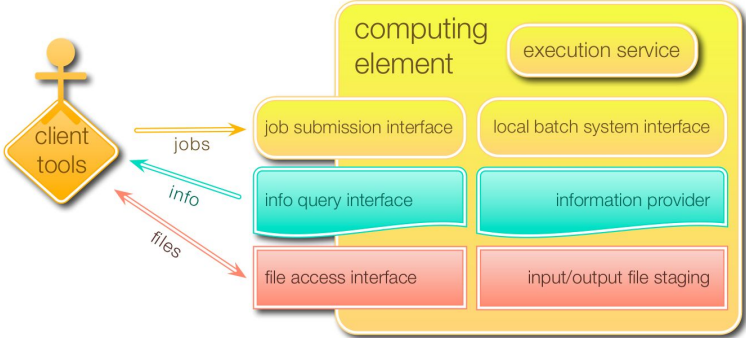 computing
element
execution service
client
tools
jobs
info
files
job submission interface
local batch system interface
info query interface
information provider
file access interface
input/output file staging